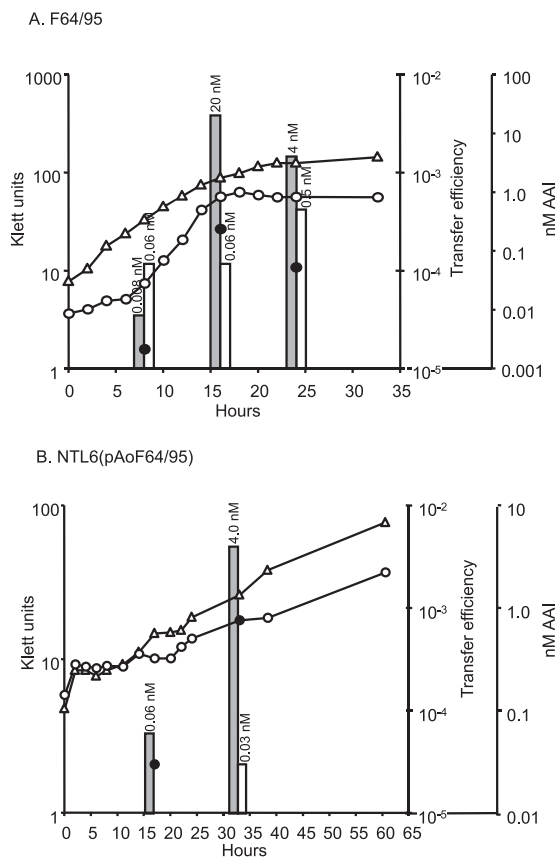 A. F64/95
1000
100
10
1
Klett units
0
5
10
15
20
25
30
35
Hours
0.008 nM
0.06 nM
20 nM
0.06 nM
4 nM
0.5 nM
10-2
10-3
10-4
10-5
Transfer efficiency
100
10
1.0
0.1
0.01
0.001
nM AAI
B. NTL6(pAoF64/95)
100
10
1
Klett units
0
5
10
15
20
25
30
35
40
45
50
55
60
65
Hours
0.06 nM
4.0 nM
0.03 nM
10-2
10-3
10-4
10-5
Transfer efficiency
10
1.0
0.1
0.01
nM AAI